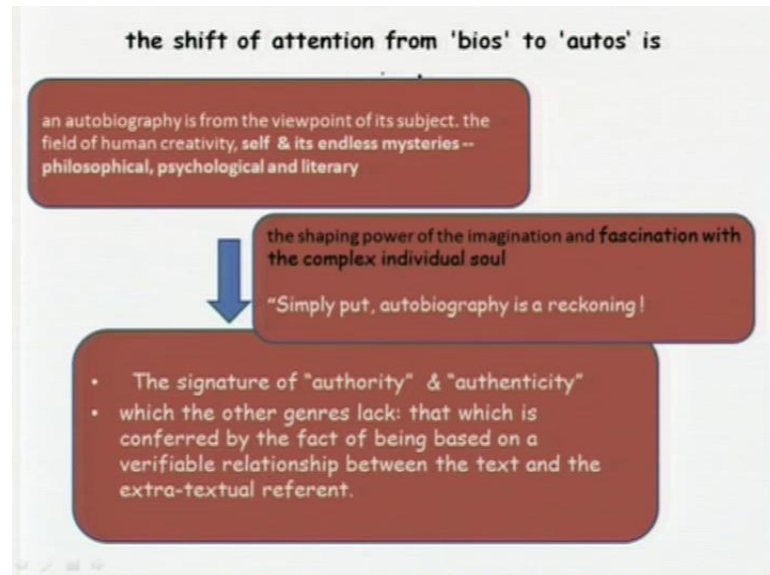 the shift of attention from 'bios' to 'autos' is
an autobiography is from the viewpoint of its subject. the
field of human creativity, self & its endless mysteries --
philosophical, psychological and literary
the shaping power of the imagination and fascination with
the complex individual soul
"Simply put, autobiography is a reckoning!
• The signature of "authority" & "authenticity"
• which the other genres lack: that which is
conferred by the fact of being based on a
verifiable relationship between the text and the
extra-textual referent.